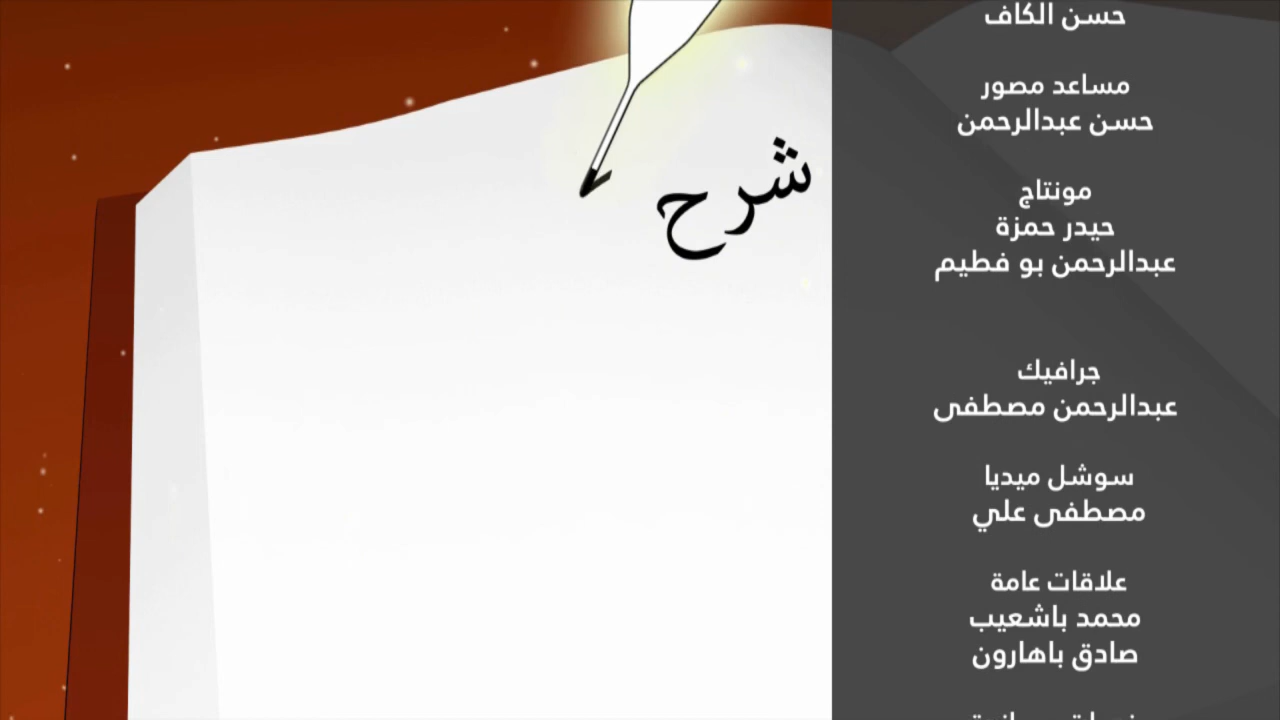 شرح
حسن الكاف
مساعد مصور
حسن عبدالرحمن
مونتاج
حيدر حمزة
عبدالرحمن بو فطيم
جرافيك
عبدالرحمن مصطفى
سوشل ميديا
مصطفى علي
علاقات عامة
محمد باشعيب
صادق باهارون